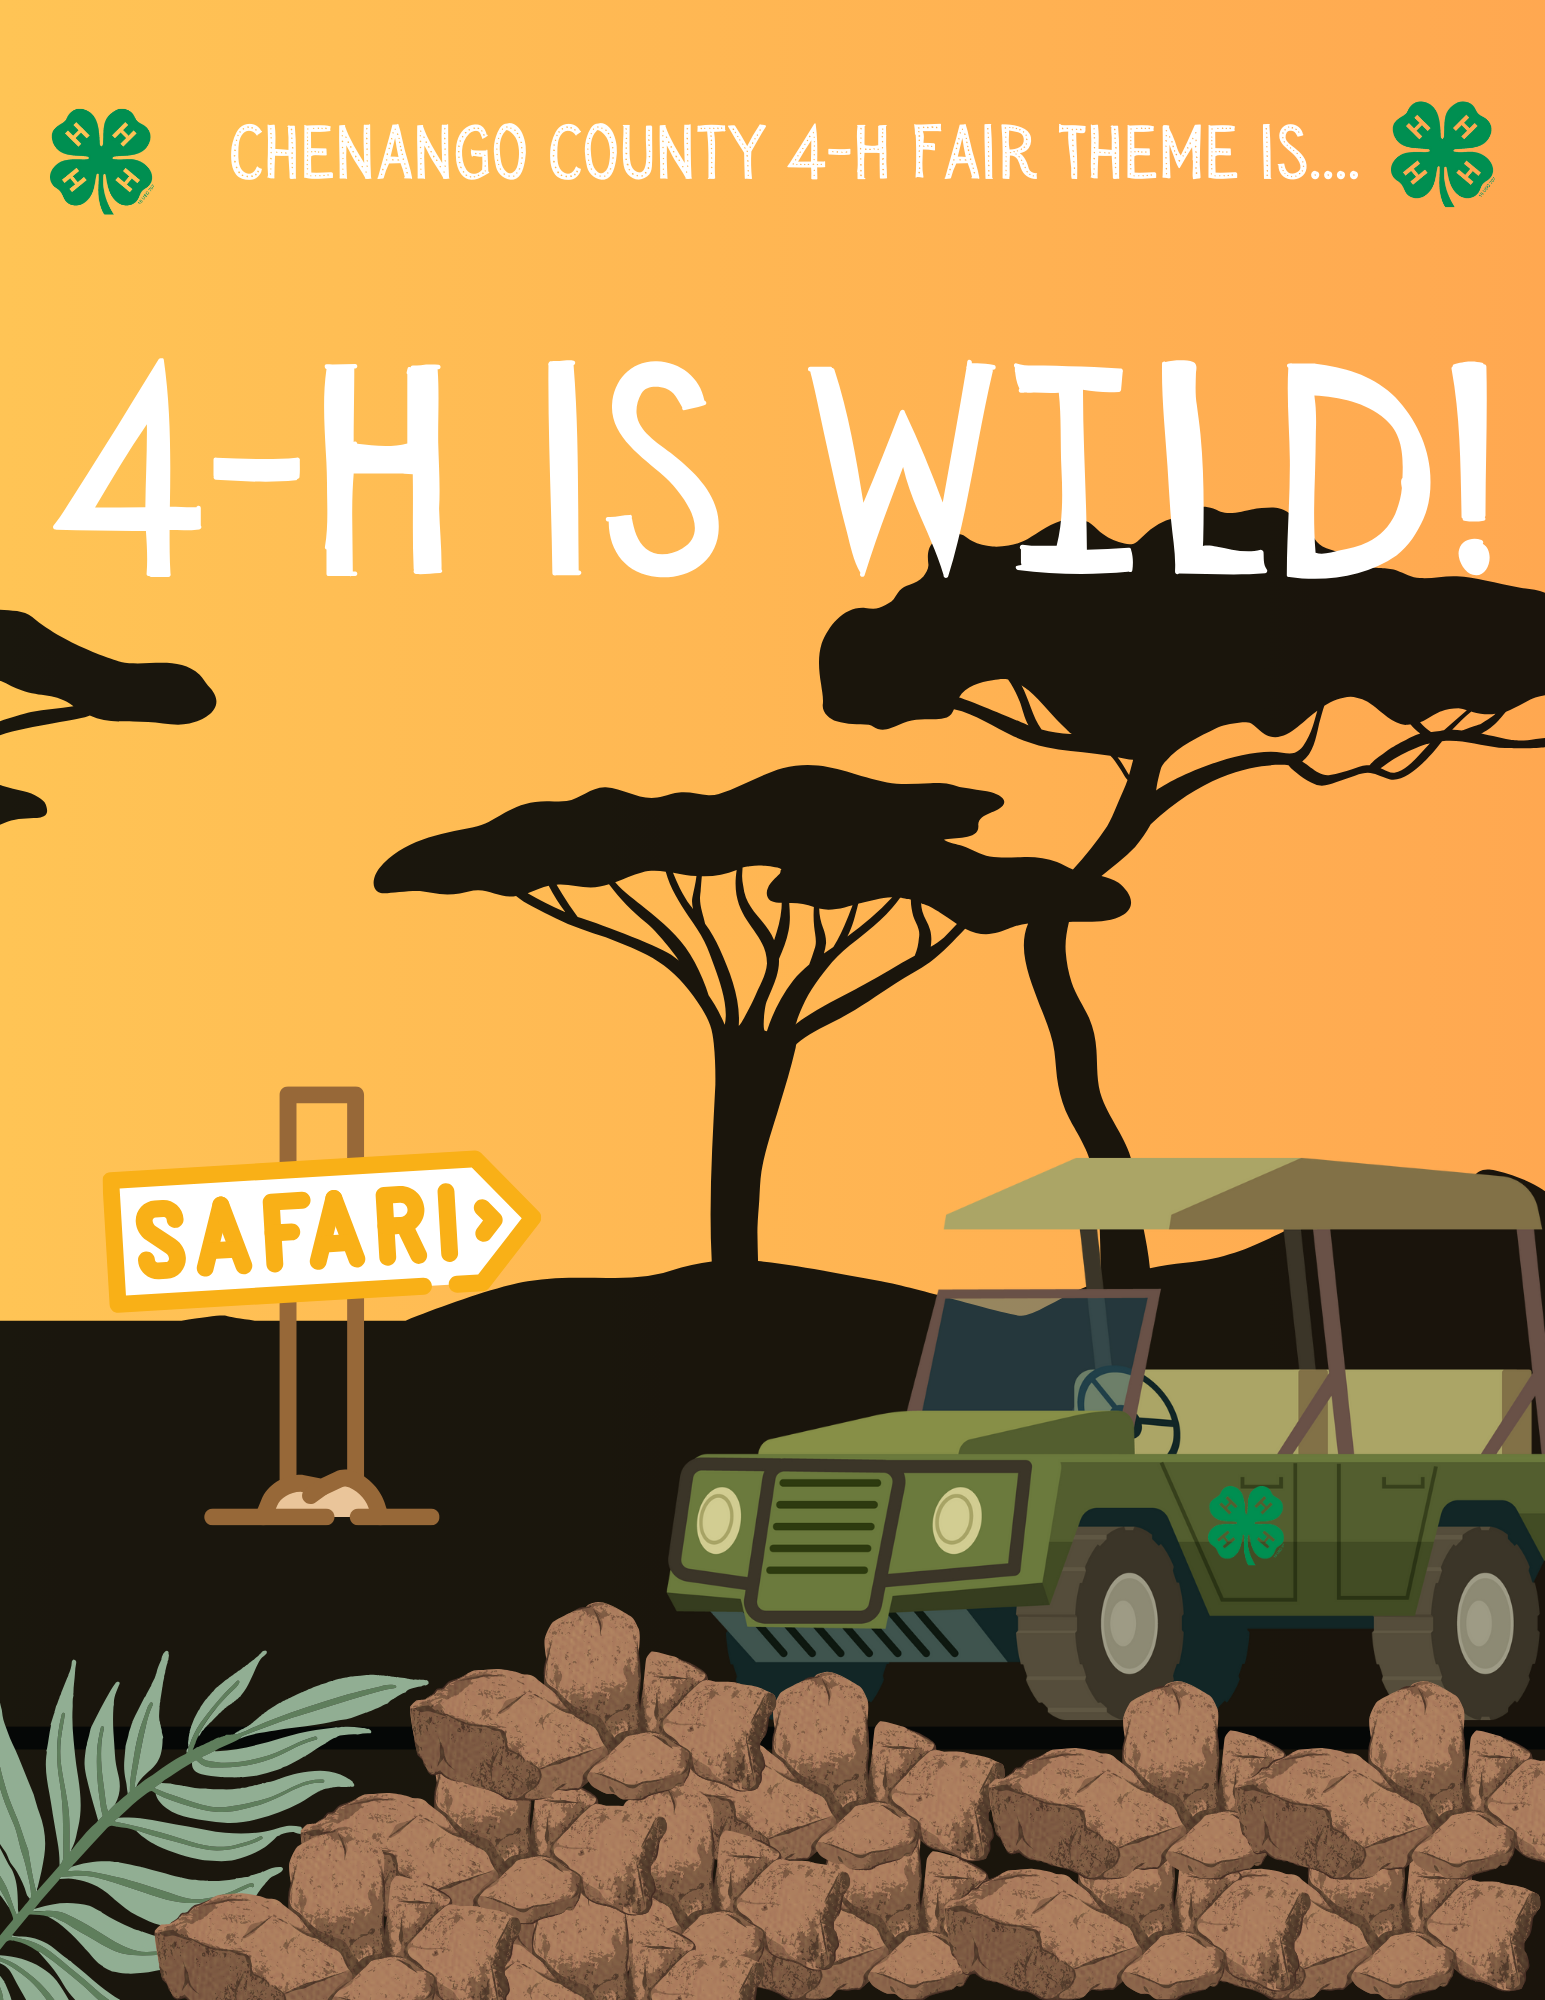 CHENANGO COUNTY 4-H FAIR THEME IS....
4-H IS WILD!
SAFARI
H H
H H
H H
H H
H H
H H